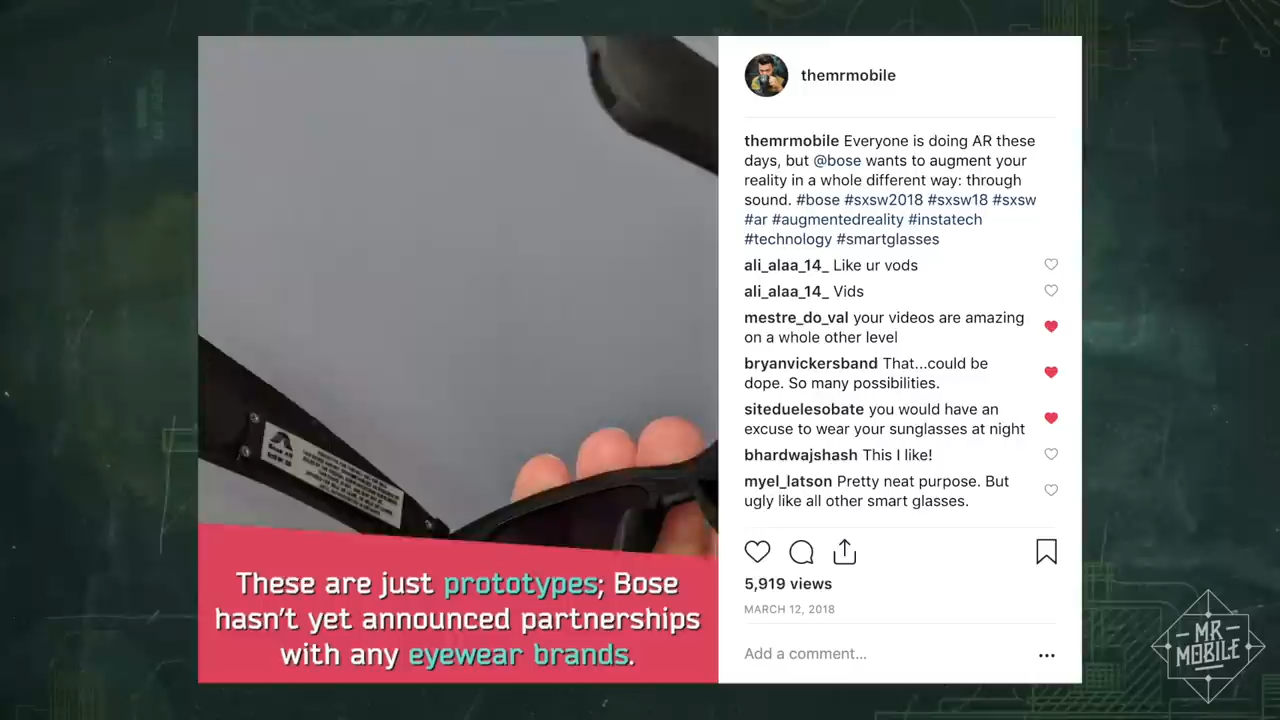 themrmobile
themrmobile Everyone is doing AR these
days, but @bose wants to augment your
reality in a whole different way: through
sound. #bose #sxsw2018 #sxsw18 #sxsw
#ar #augmentedreality #instatech
#technology #smartglasses
ali_alaa_14_ Like ur vods
ali_alaa_14_ Vids
mestre_do_val your videos are amazing
on a whole other level
bryanvickersband That...could be
dope. So many possibilities.
siteduelesobate you would have an
excuse to wear your sunglasses at night
bhardwajshash This I like!
myel_latson Pretty neat purpose. But
ugly like all other smart glasses.
5,919 views
MARCH 12, 2018
Add a comment...
These are just prototypes; Bose
hasn't yet announced partnerships
with any eyewear brands.
MR
MOBILE